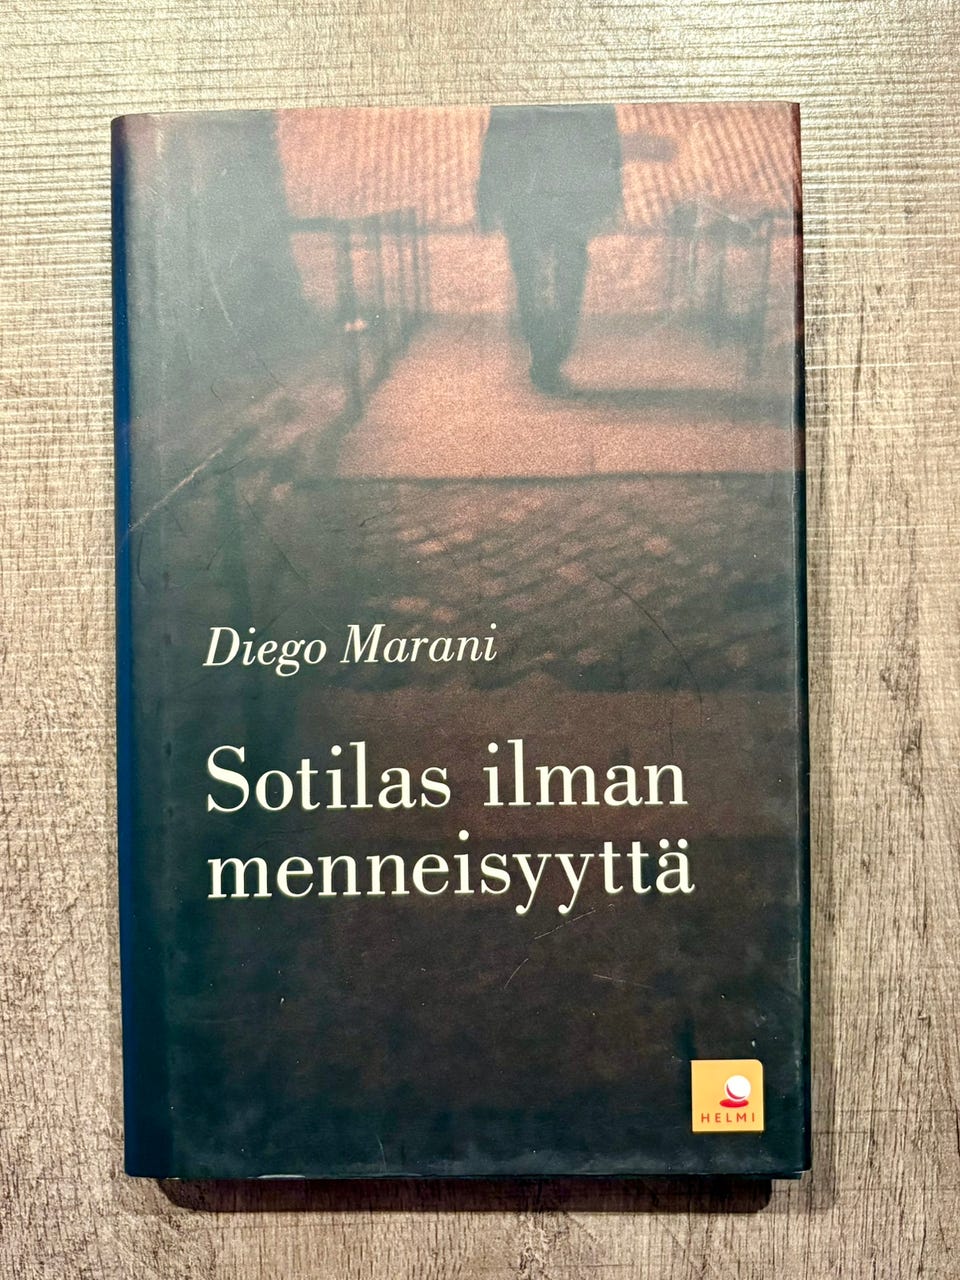 Diego Marani
Sotilas ilman
menneisyyttä
HELMI